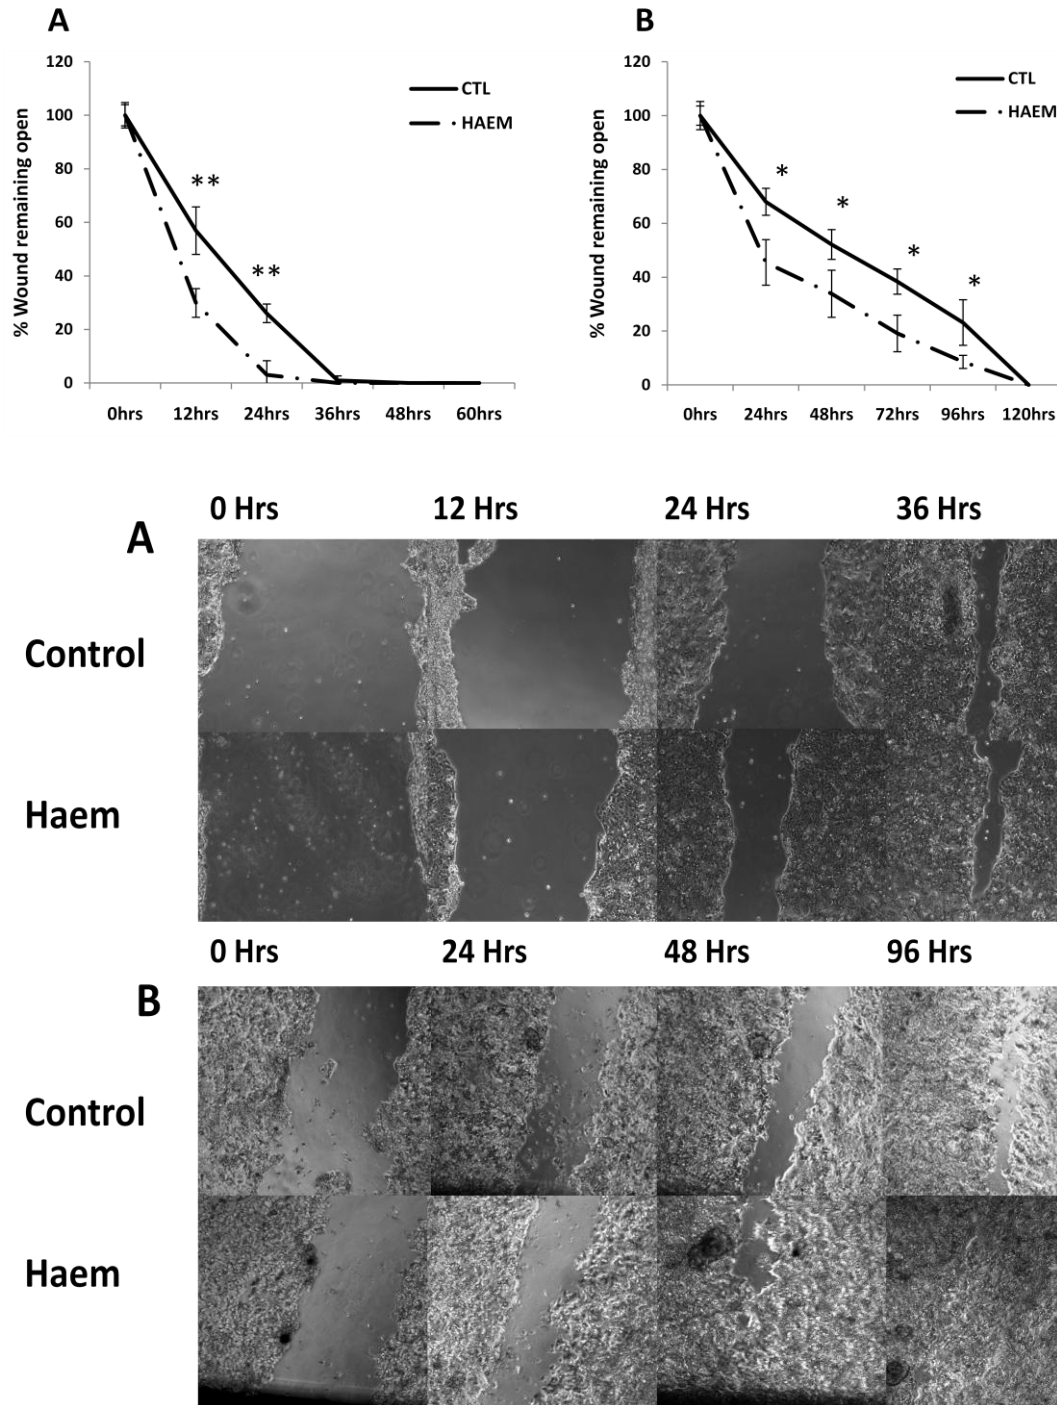 A
120
100
80
60
40
20
0
% Wound remaining open
CTL
HAEM
**
**
0hrs 12hrs 24hrs 36hrs 48hrs 60hrs
B
120
100
80
60
40
20
0
% Wound remaining open
CTL
HAEM
*
*
*
*
0hrs 24hrs 48hrs 72hrs 96hrs 120hrs
0 Hrs 12 Hrs 24 Hrs 36 Hrs
A
Control
Haem
0 Hrs 24 Hrs 48 Hrs 96 Hrs
B
Control
Haem